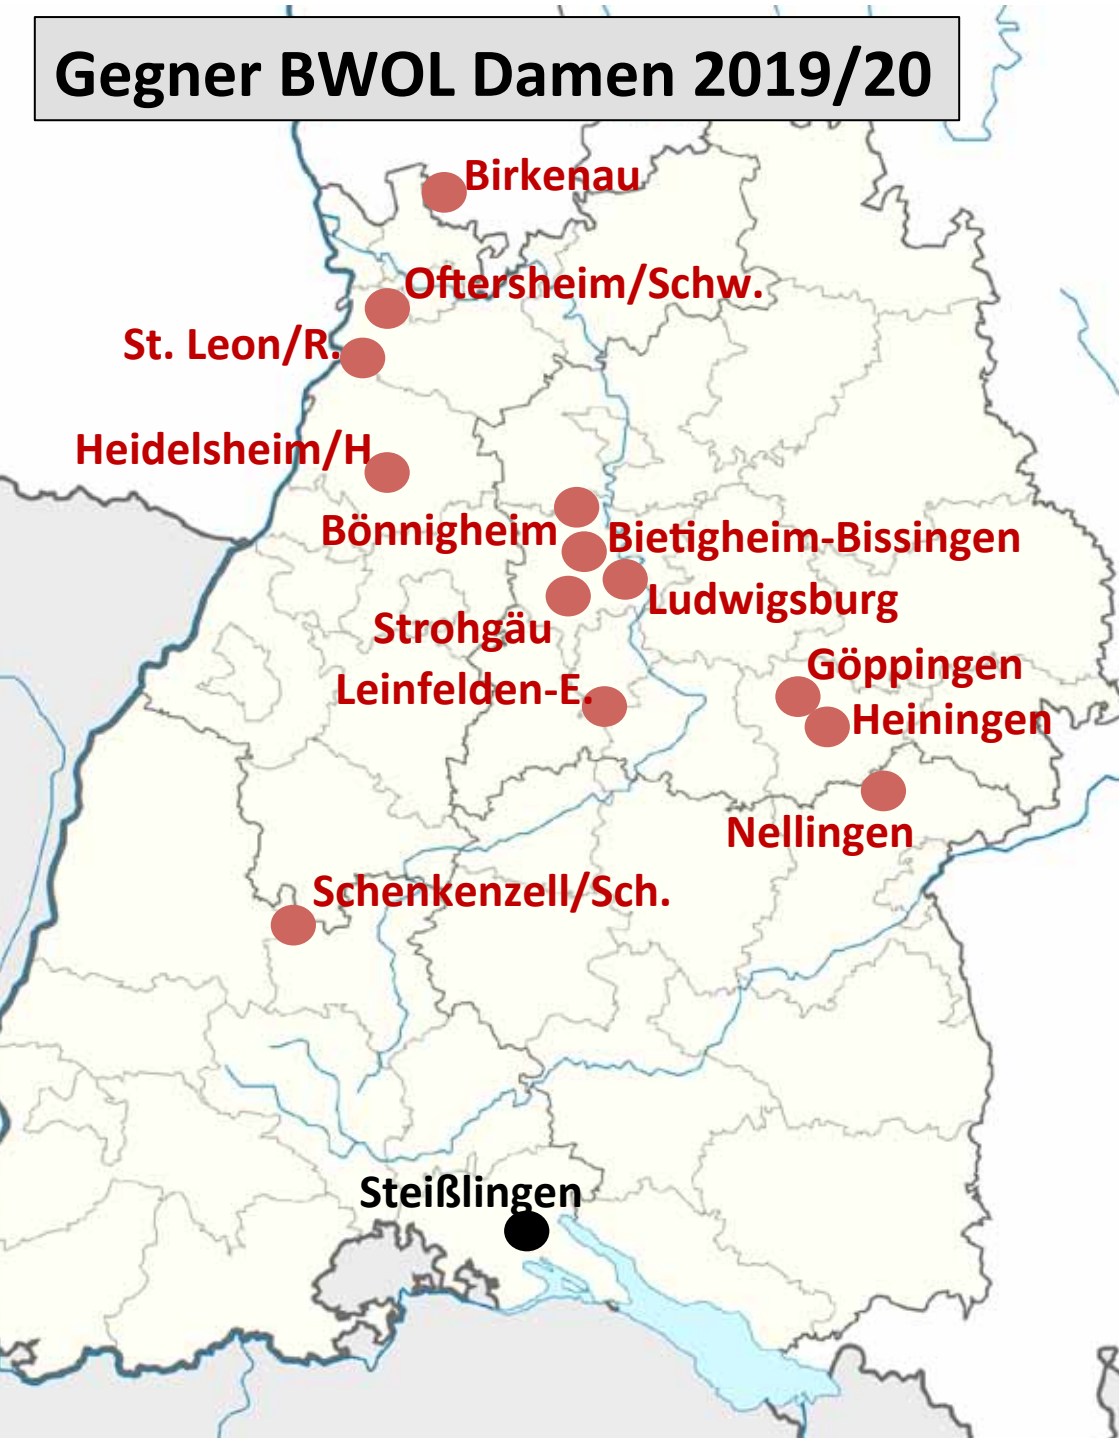 Gegner BWOL Damen 2019/20
Birkenau
Oftersheim/Schw.
St. Leon/R.
Heidelsheim/H
Bönnigheim
Bietigheim-Bissingen
Ludwigsburg
Strohgäu
Göppingen
Leinfelden-E.
Heiningen
Nellingen
Schenkenzell/Sch.
Steißlingen